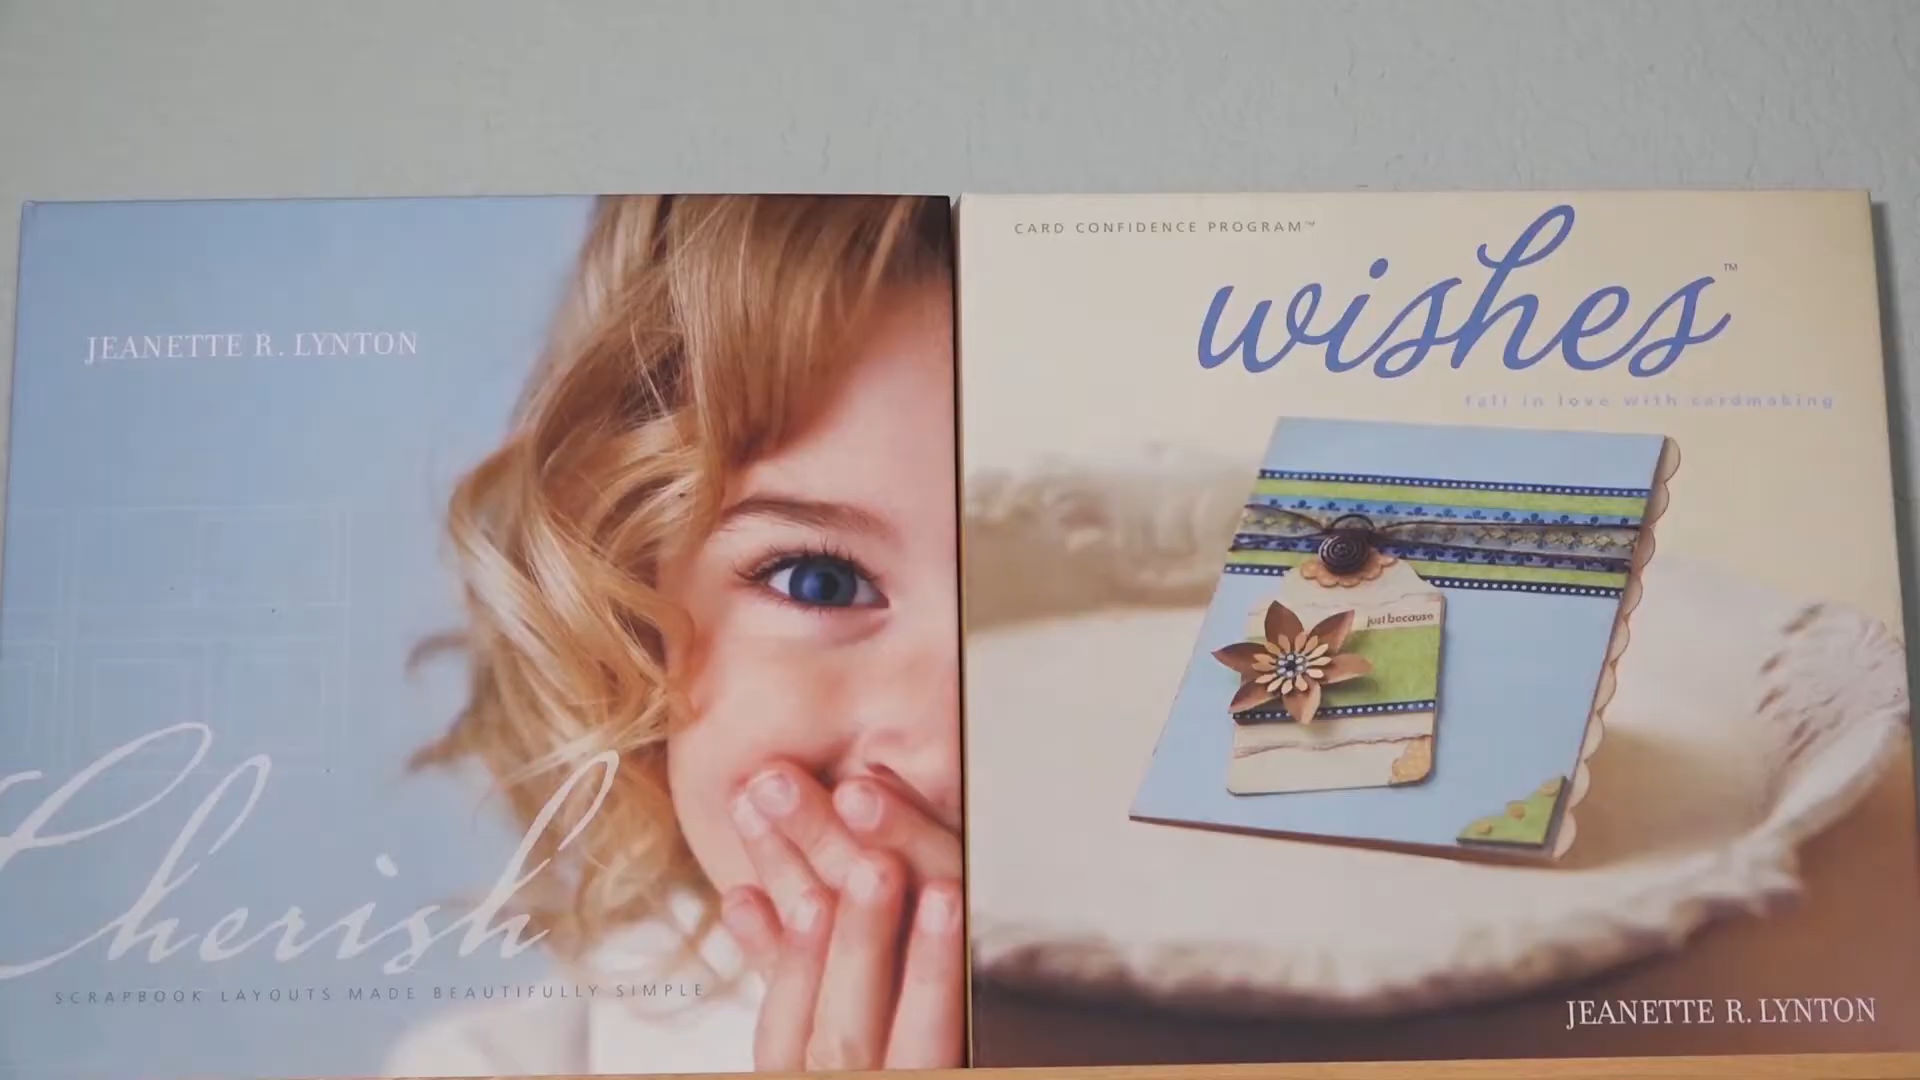 JEANETTE R. LYNTON
Cherish
SCRAPBOOK LAYOUTS MADE BEAUTIFULLY SIMPLE
CARD CONFIDENCE PROGRAM™
wishes™
fall in love with cardmaking
just because
JEANETTE R. LYNTON